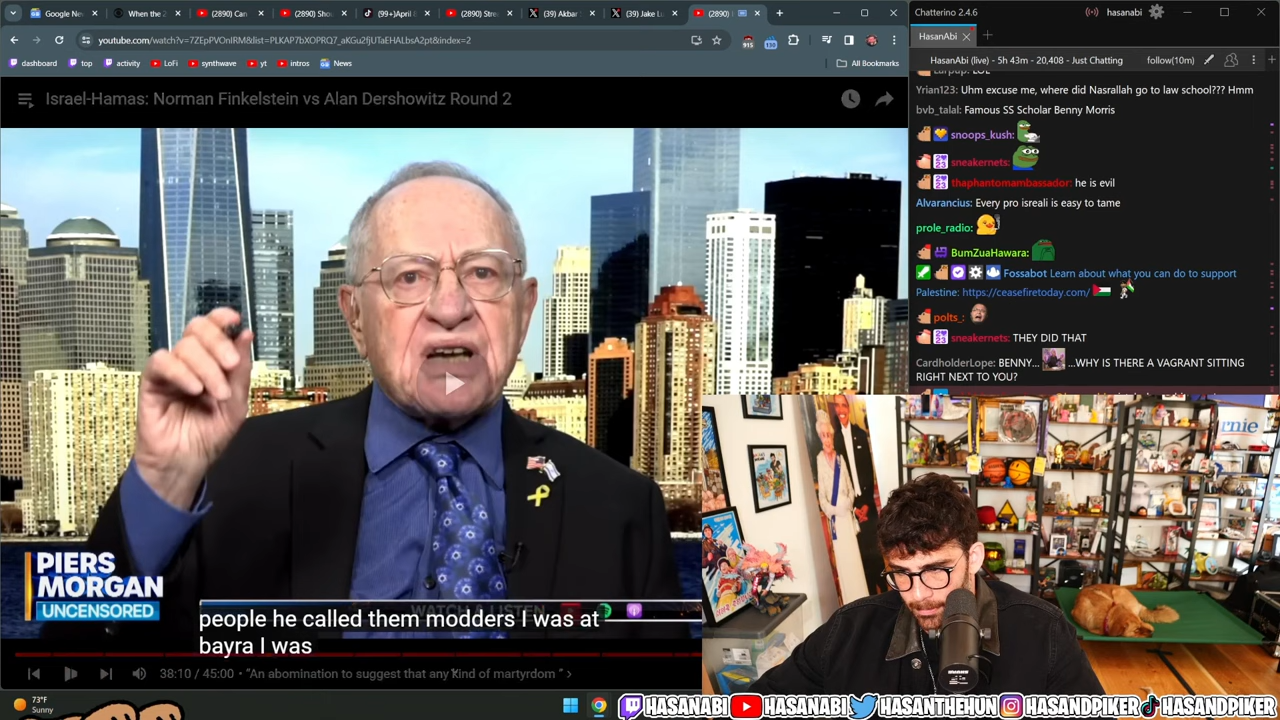 Google Ne
When the 2
(2890) Can
(2890) Shou
(99+)April 8
(2890) Stre
(39) Akbar
(39) Jake L
(2890)
youtube.com/watch?v=7ZEpPVOnIRM&list=PLKAP7bXOPRQ7_aKGu2fjUTaEHALbsA2pt&index=2
915
130
dashboard
top
activity
LoFi
synthwave
yt
intros
News
All Bookmarks
Israel-Hamas: Norman Finkelstein vs Alan Dershowitz Round 2
PIERS
MORGAN
UNCENSORED
WATCH & LISTEN
people he called them modders I was at
bayra I was
38:10 / 45:00 · "An abomination to suggest that any kind of martyrdom" >
Chatterino 2.4.6
hasanabi
HasanAbi
HasanAbi (live) - 5h 43m - 20,408 - Just Chatting
follow(10m)
Yrian123: Uhm excuse me, where did Nasrallah go to law school??? Hmm
bvb_talal: Famous SS Scholar Benny Morris
snoops_kush:
sneakernets:
thaphantomambassador: he is evil
Alvarancius: Every pro isreali is easy to tame
prole_radio:
BumZuaHawara:
Fossabot Learn about what you can do to support
Palestine: https://ceasefiretoday.com/
polts_:
sneakernets: THEY DID THAT
CardholderLope: BENNY... ...WHY IS THERE A VAGRANT SITTING
RIGHT NEXT TO YOU?
ernie
73°F
Sunny
HASANABI
HASANABI
HASANTHEHUN
HASANDPIKER
HASANDPIKER